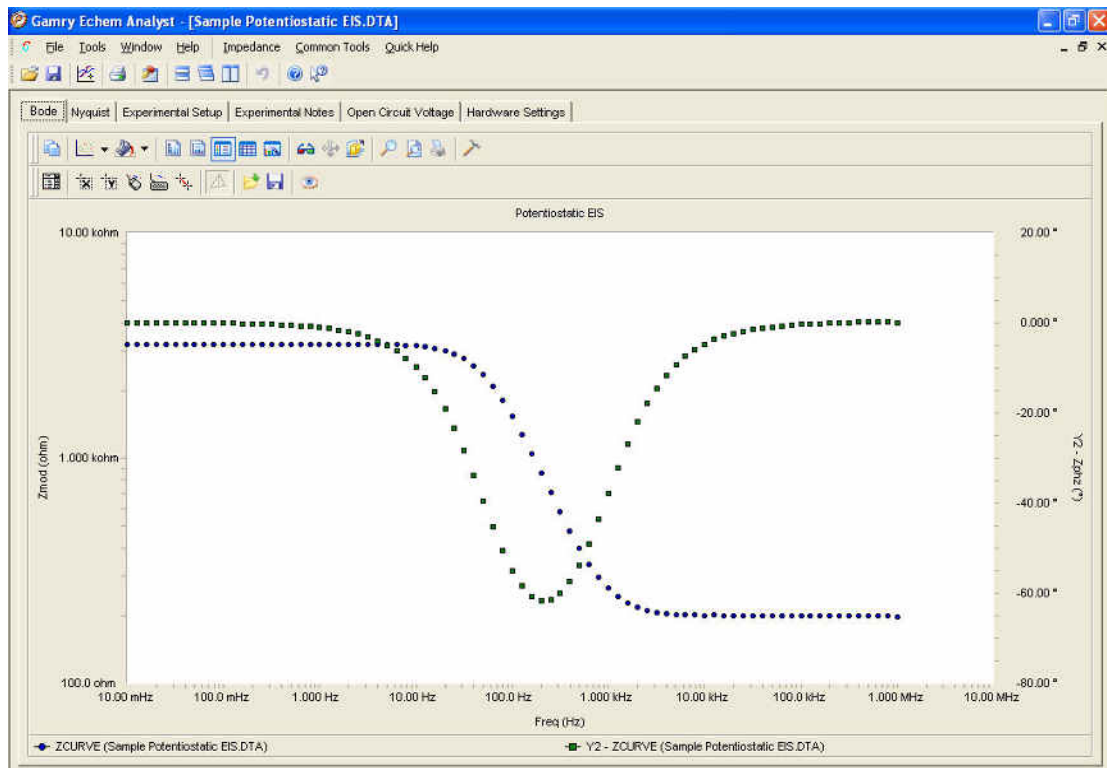 Gamry Echem Analyst - [Sample Potentiostatic EIS.DTA]
File Tools Window Help Impedance Common Tools Quick Help
Bode Nyquist Experimental Setup Experimental Notes Open Circuit Voltage Hardware Settings
Potentiostatic EIS
10.00 kohm 20.00 °
0.000 °
-20.00 °
1.000 kohm
Zmod (ohm)
Y2 - Zphz (°)
-40.00 °
-60.00 °
100.0 ohm -80.00 °
10.00 mHz 100.0 mHz 1.000 Hz 10.00 Hz 100.0 Hz 1.000 kHz 10.00 kHz 100.0 kHz 1.000 MHz 10.00 MHz
Freq (Hz)
ZCURVE (Sample Potentiostatic EIS.DTA) Y2 - ZCURVE (Sample Potentiostatic EIS.DTA)